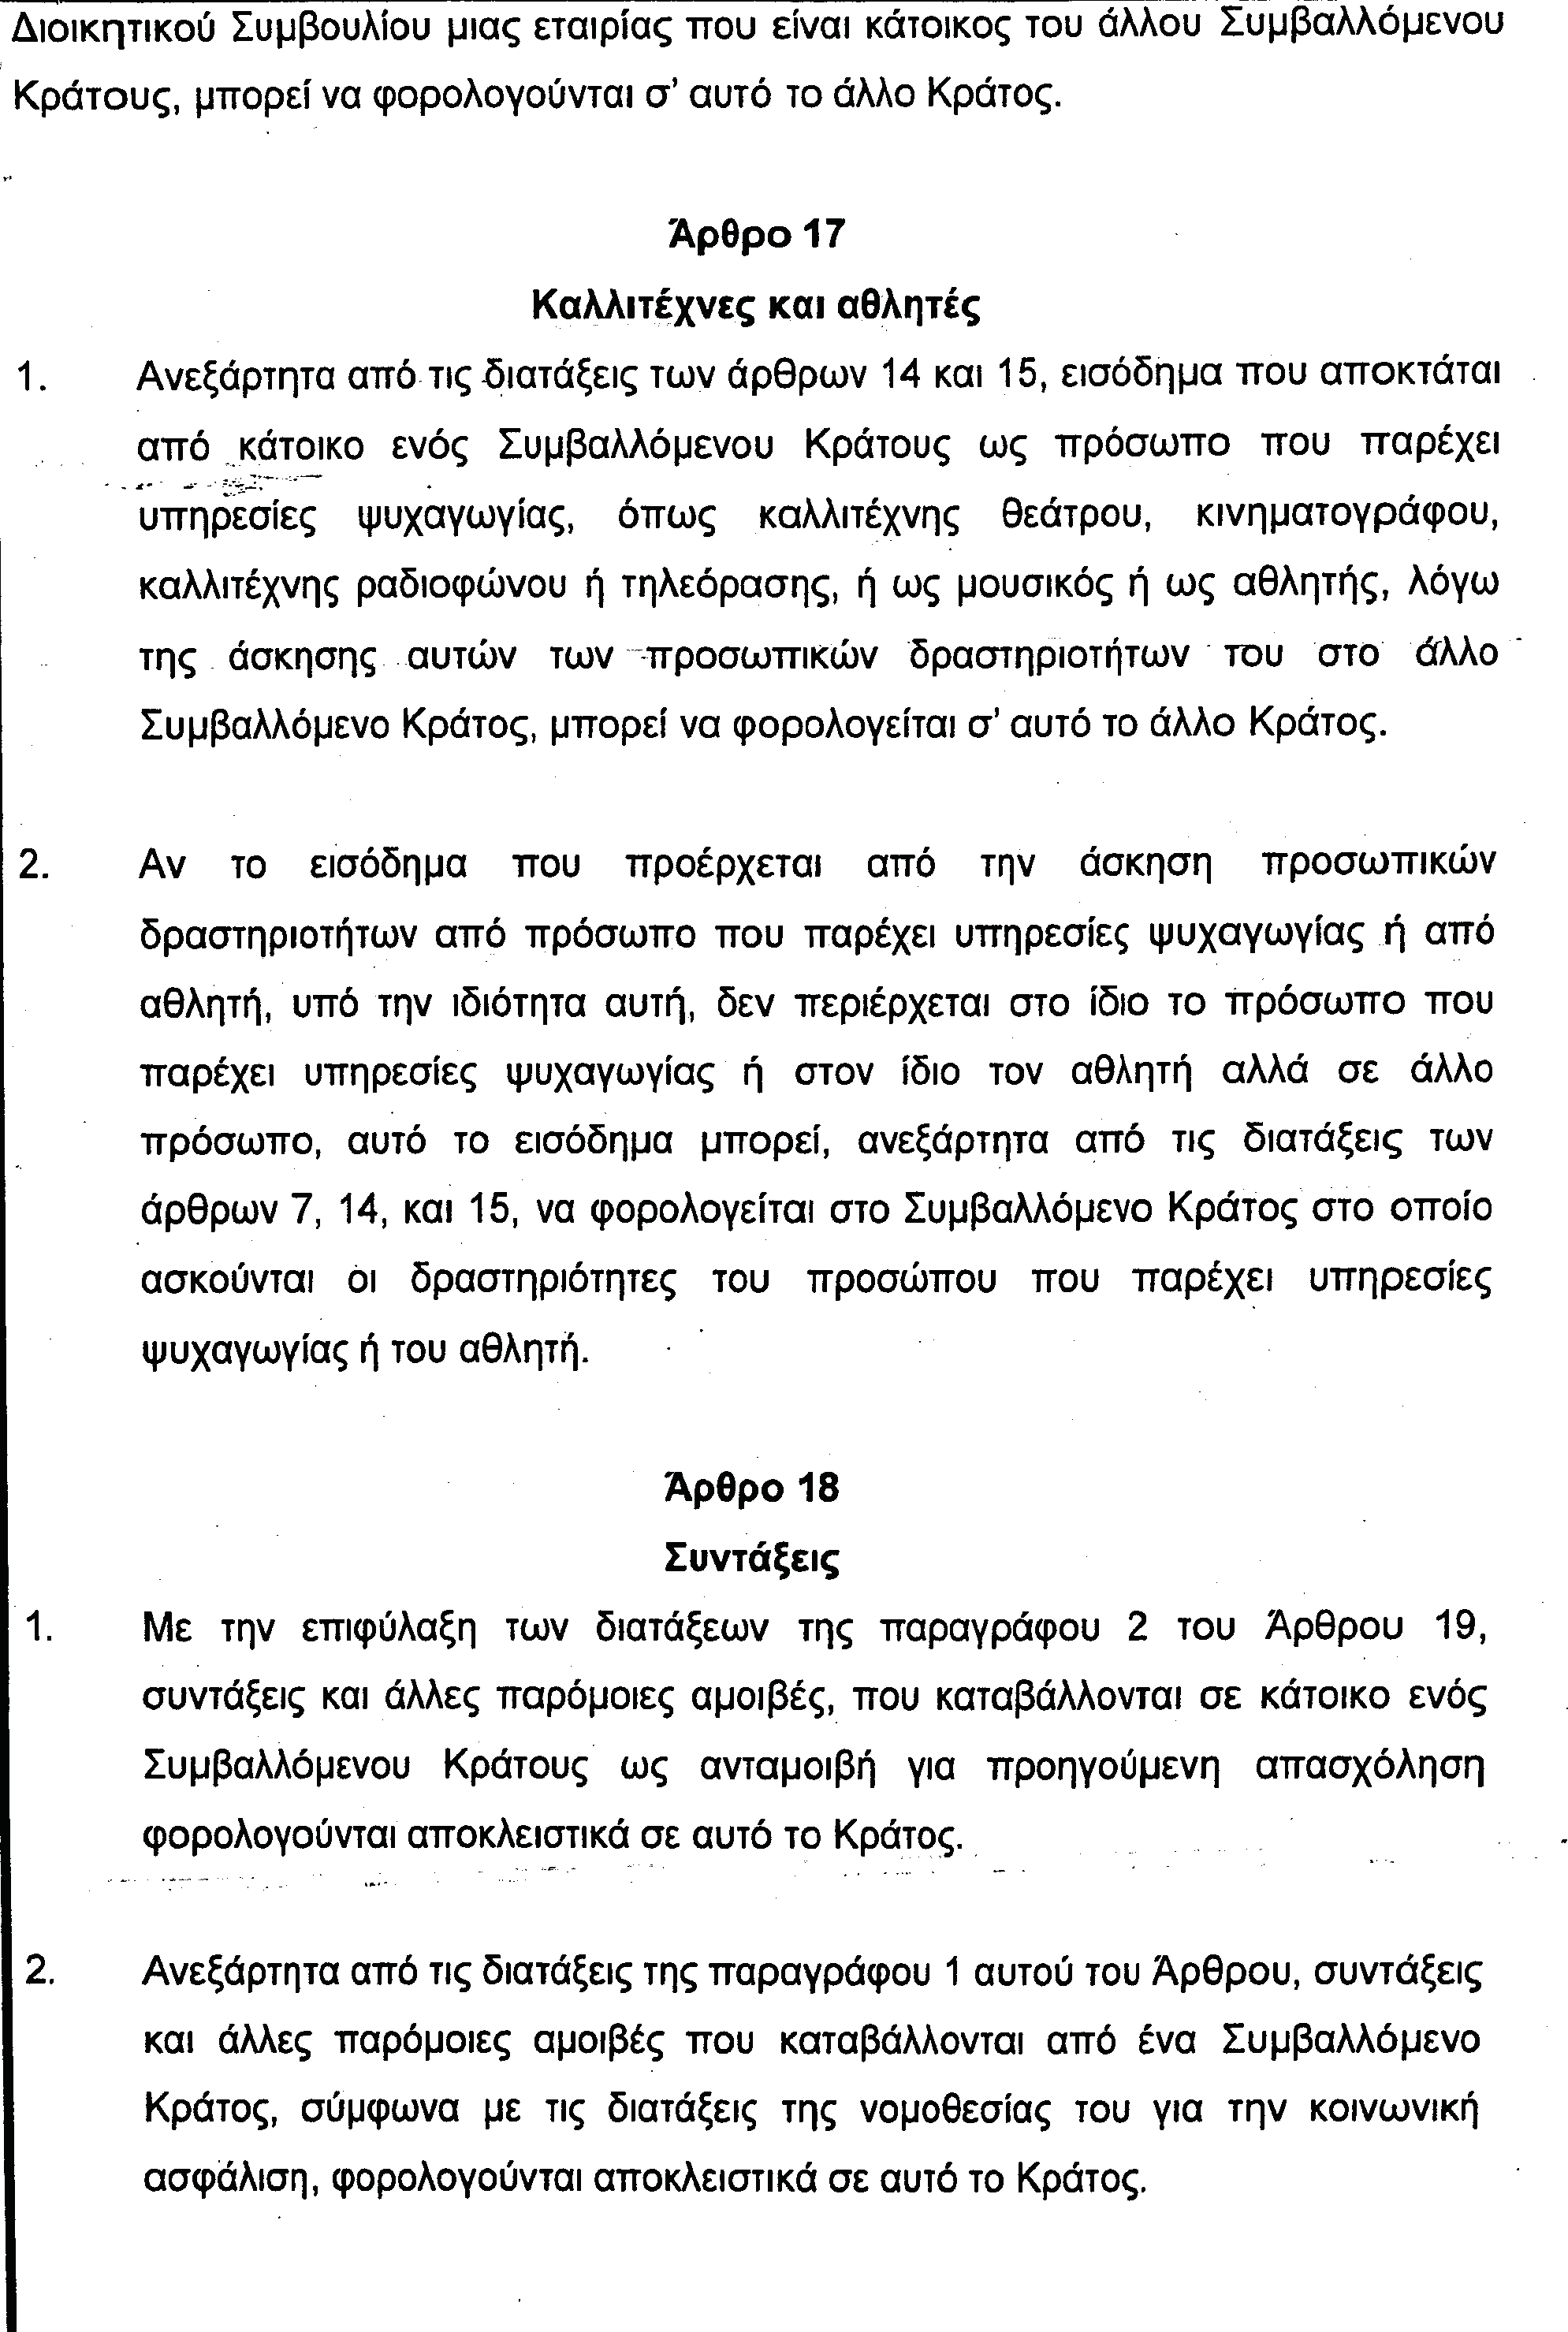 Διοικητικού Συμβουλίου μιας εταιρίας που είναι κάτοικος του άλλου Συμβαλλόμενου
Κράτους, μπορεί να φορολογούνται σ' αυτό το άλλο Κράτος.
Άρθρο 17
Καλλιτέχνες και αθλητές
1. Ανεξάρτητα από τις διατάξεις των άρθρων 14 και 15, εισόδημα που αποκτάται
από κάτοικο ενός Συμβαλλόμενου Κράτους ως πρόσωπο που παρέχει
υπηρεσίες ψυχαγωγίας, όπως καλλιτέχνης θεάτρου, κινηματογράφου,
καλλιτέχνης ραδιοφώνου ή τηλεόρασης, ή ως μουσικός ή ως αθλητής, λόγω
της άσκησης αυτών των προσωπικών δραστηριοτήτων του στο άλλο
Συμβαλλόμενο Κράτος, μπορεί να φορολογείται σ' αυτό το άλλο Κράτος.
2. Αν το εισόδημα που προέρχεται από την άσκηση προσωπικών
δραστηριοτήτων από πρόσωπο που παρέχει υπηρεσίες ψυχαγωγίας ή από
αθλητή, υπό την ιδιότητα αυτή, δεν περιέρχεται στο ίδιο το πρόσωπο που
παρέχει υπηρεσίες ψυχαγωγίας ή στον ίδιο τον αθλητή αλλά σε άλλο
πρόσωπο, αυτό το εισόδημα μπορεί, ανεξάρτητα από τις διατάξεις των
άρθρων 7, 14, και 15, να φορολογείται στο Συμβαλλόμενο Κράτος στο οποίο
ασκούνται οι δραστηριότητες του προσώπου που παρέχει υπηρεσίες
ψυχαγωγίας ή του αθλητή.
Άρθρο 18
Συντάξεις
1. Με την επιφύλαξη των διατάξεων της παραγράφου 2 του Άρθρου 19,
συντάξεις και άλλες παρόμοιες αμοιβές, που καταβάλλονται σε κάτοικο ενός
Συμβαλλόμενου Κράτους ως ανταμοιβή για προηγούμενη απασχόληση
φορολογούνται αποκλειστικά σε αυτό το Κράτος.
2. Ανεξάρτητα από τις διατάξεις της παραγράφου 1 αυτού του Άρθρου, συντάξεις
και άλλες παρόμοιες αμοιβές που καταβάλλονται από ένα Συμβαλλόμενο
Κράτος, σύμφωνα με τις διατάξεις της νομοθεσίας του για την κοινωνική
ασφάλιση, φορολογούνται αποκλειστικά σε αυτό το Κράτος.